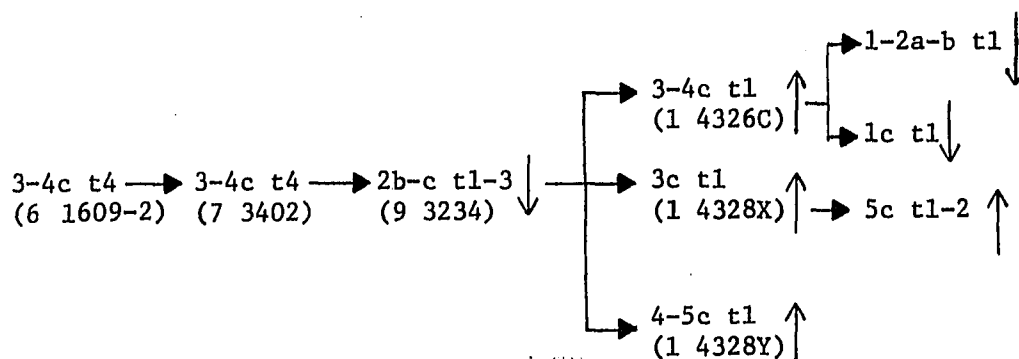 1-2a-b t1
3-4c t1
(1 4326C)
1c t1
3-4c t4
(6 1609-2)
3-4c t4
(7 3402)
2b-c t1-3
(9 3234)
3c t1
(1 4328X)
5c t1-2
4-5c t1
(1 4328Y)